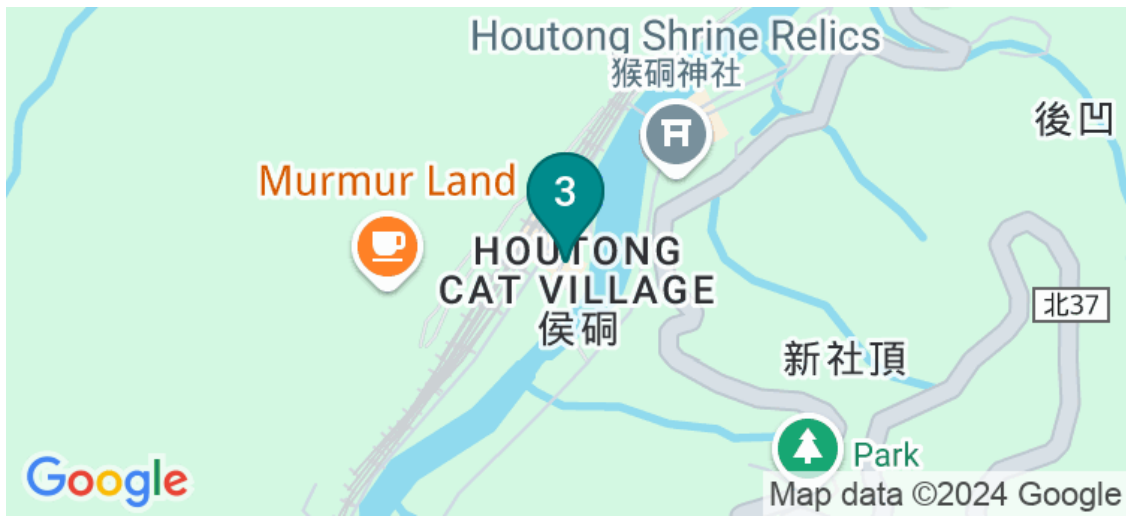 Houtong Shrine Relics
猴硐神社
後凹
Murmur Land
3
HOUTONG
CAT VILLAGE
侯硐
北37
新社頂
Park
Google
Map data ©2024 Google